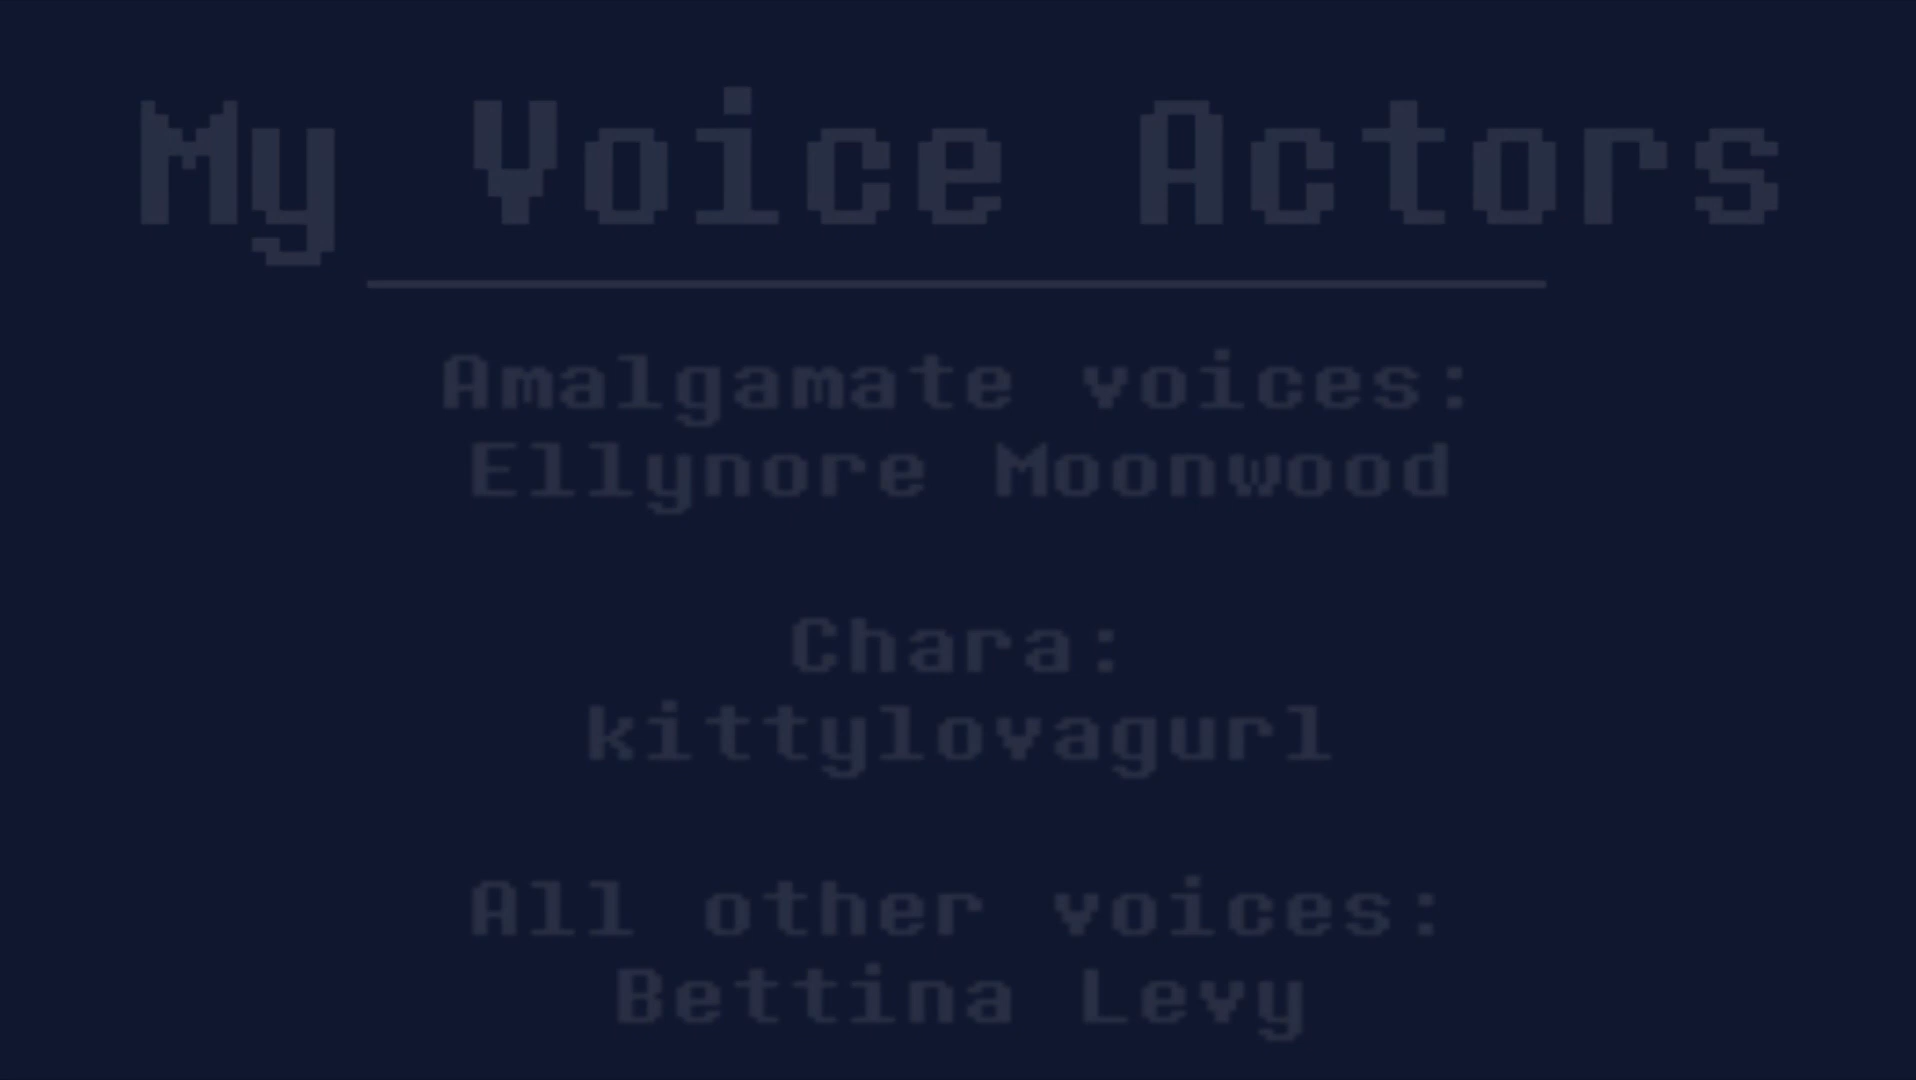 My Voice Actors
Amalgamate voices:
Ellynore Moonwood
Chara:
kittylovagurl
All other voices:
Bettina Levy